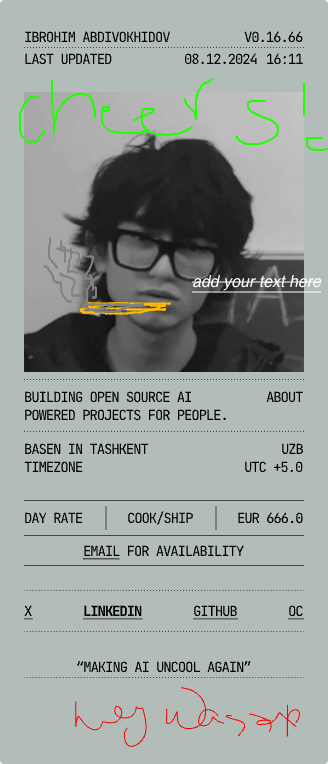 IBROHIM ABDIVOKHIDOV V0.16.66
LAST UPDATED 08.12.2024 16:11
cheers!
add your text here
BUILDING OPEN SOURCE AI ABOUT
POWERED PROJECTS FOR PEOPLE.
BASEN IN TASHKENT UZB
TIMEZONE UTC +5.0
DAY RATE COOK/SHIP EUR 666.0
EMAIL FOR AVAILABILITY
X LINKEDIN GITHUB OC
“MAKING AI UNCOOL AGAIN”
hey wasap